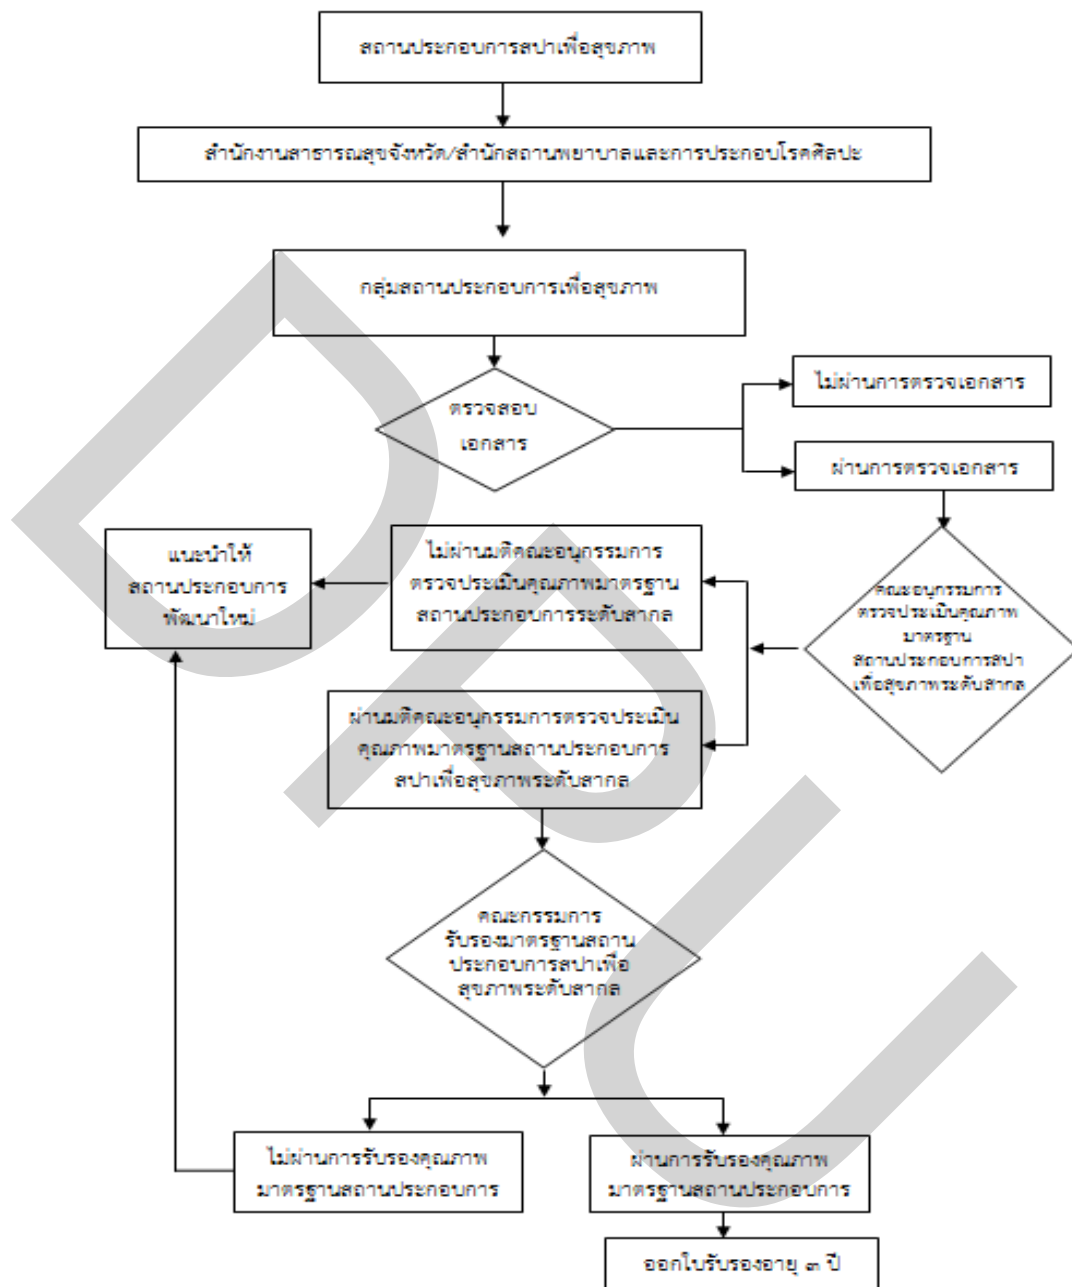 สถานประกอบการสปาเพื่อสุขภาพ
สำนักงานสาธารณสุขจังหวัด/สำนักสถานพยาบาลและการประกอบโรคศิลปะ
กลุ่มสถานประกอบการเพื่อสุขภาพ
ตรวจสอบ
เอกสาร
ไม่ผ่านการตรวจเอกสาร
ผ่านการตรวจเอกสาร
คณะอนุกรรมการ
ตรวจประเมินคุณภาพ
มาตรฐาน
สถานประกอบการสปา
เพื่อสุขภาพระดับสากล
ไม่ผ่านมติคณะอนุกรรมการ
ตรวจประเมินคุณภาพมาตรฐาน
สถานประกอบการระดับสากล
แนะนำให้
สถานประกอบการ
พัฒนาใหม่
ผ่านมติคณะอนุกรรมการตรวจประเมิน
คุณภาพมาตรฐานสถานประกอบการ
สปาเพื่อสุขภาพระดับสากล
คณะกรรมการ
รับรองมาตรฐานสถาน
ประกอบการสปาเพื่อ
สุขภาพระดับสากล
ไม่ผ่านการรับรองคุณภาพ
มาตรฐานสถานประกอบการ
ผ่านการรับรองคุณภาพ
มาตรฐานสถานประกอบการ
ออกใบรับรองอายุ ๓ ปี
DPU